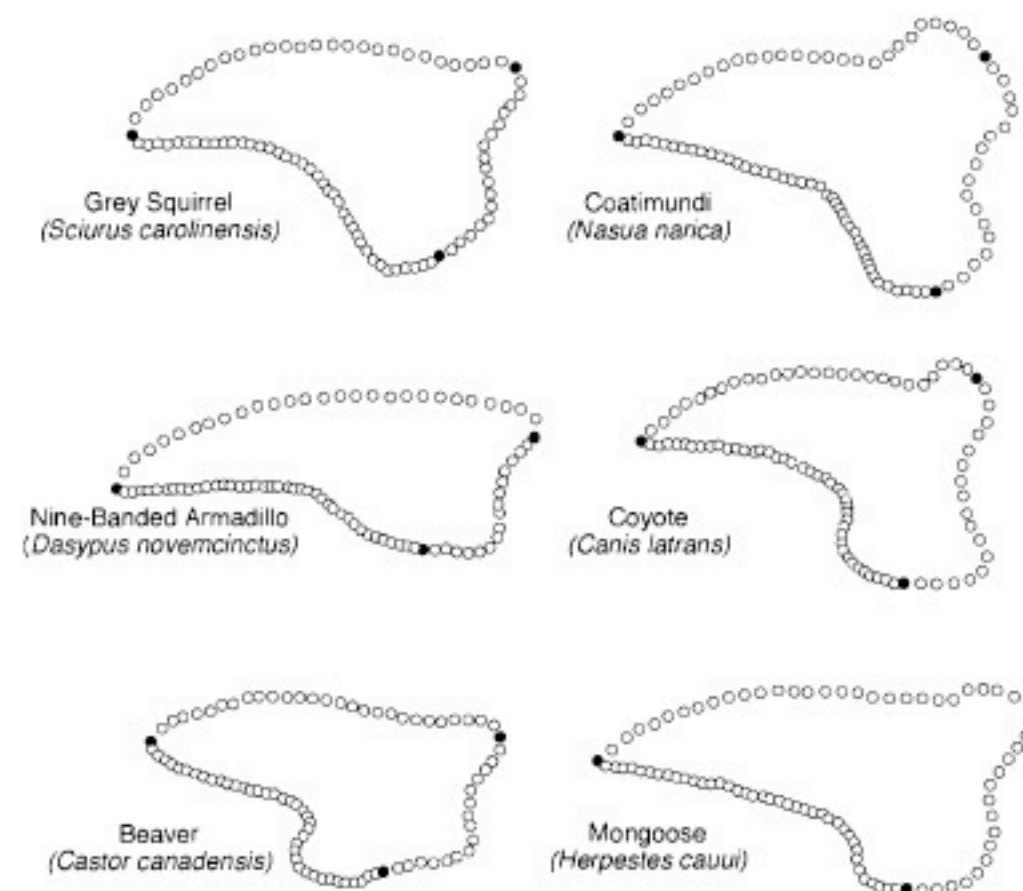 Grey Squirrel
(Sciurus carolinensis)
Coatimundi
(Nasua narica)
Nine-Banded Armadillo
(Dasypus novemcinctus)
Coyote
(Canis latrans)
Beaver
(Castor canadensis)
Mongoose
(Herpestes cauui)